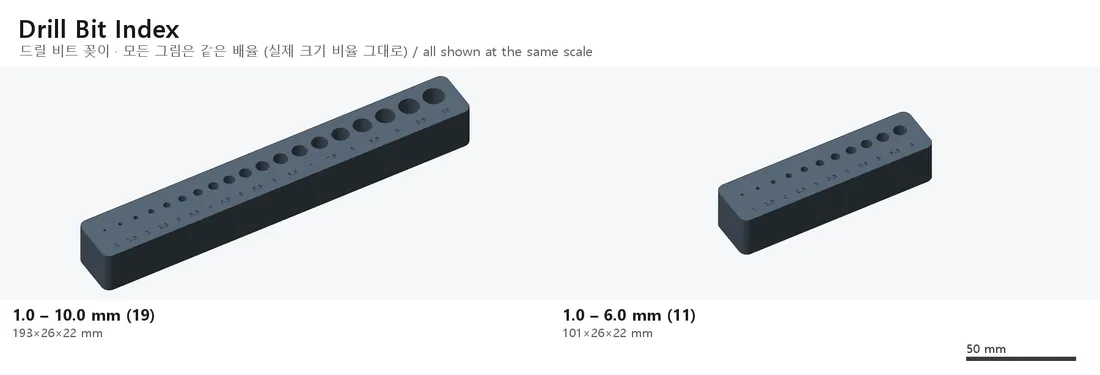 Drill Bit Index
드릴 비트 꽂이 · 모든 그림은 같은 배율 (실제 크기 비율 그대로) / all shown at the same scale
1.0 – 10.0 mm (19)
193×26×22 mm
1.0 – 6.0 mm (11)
101×26×22 mm
50 mm